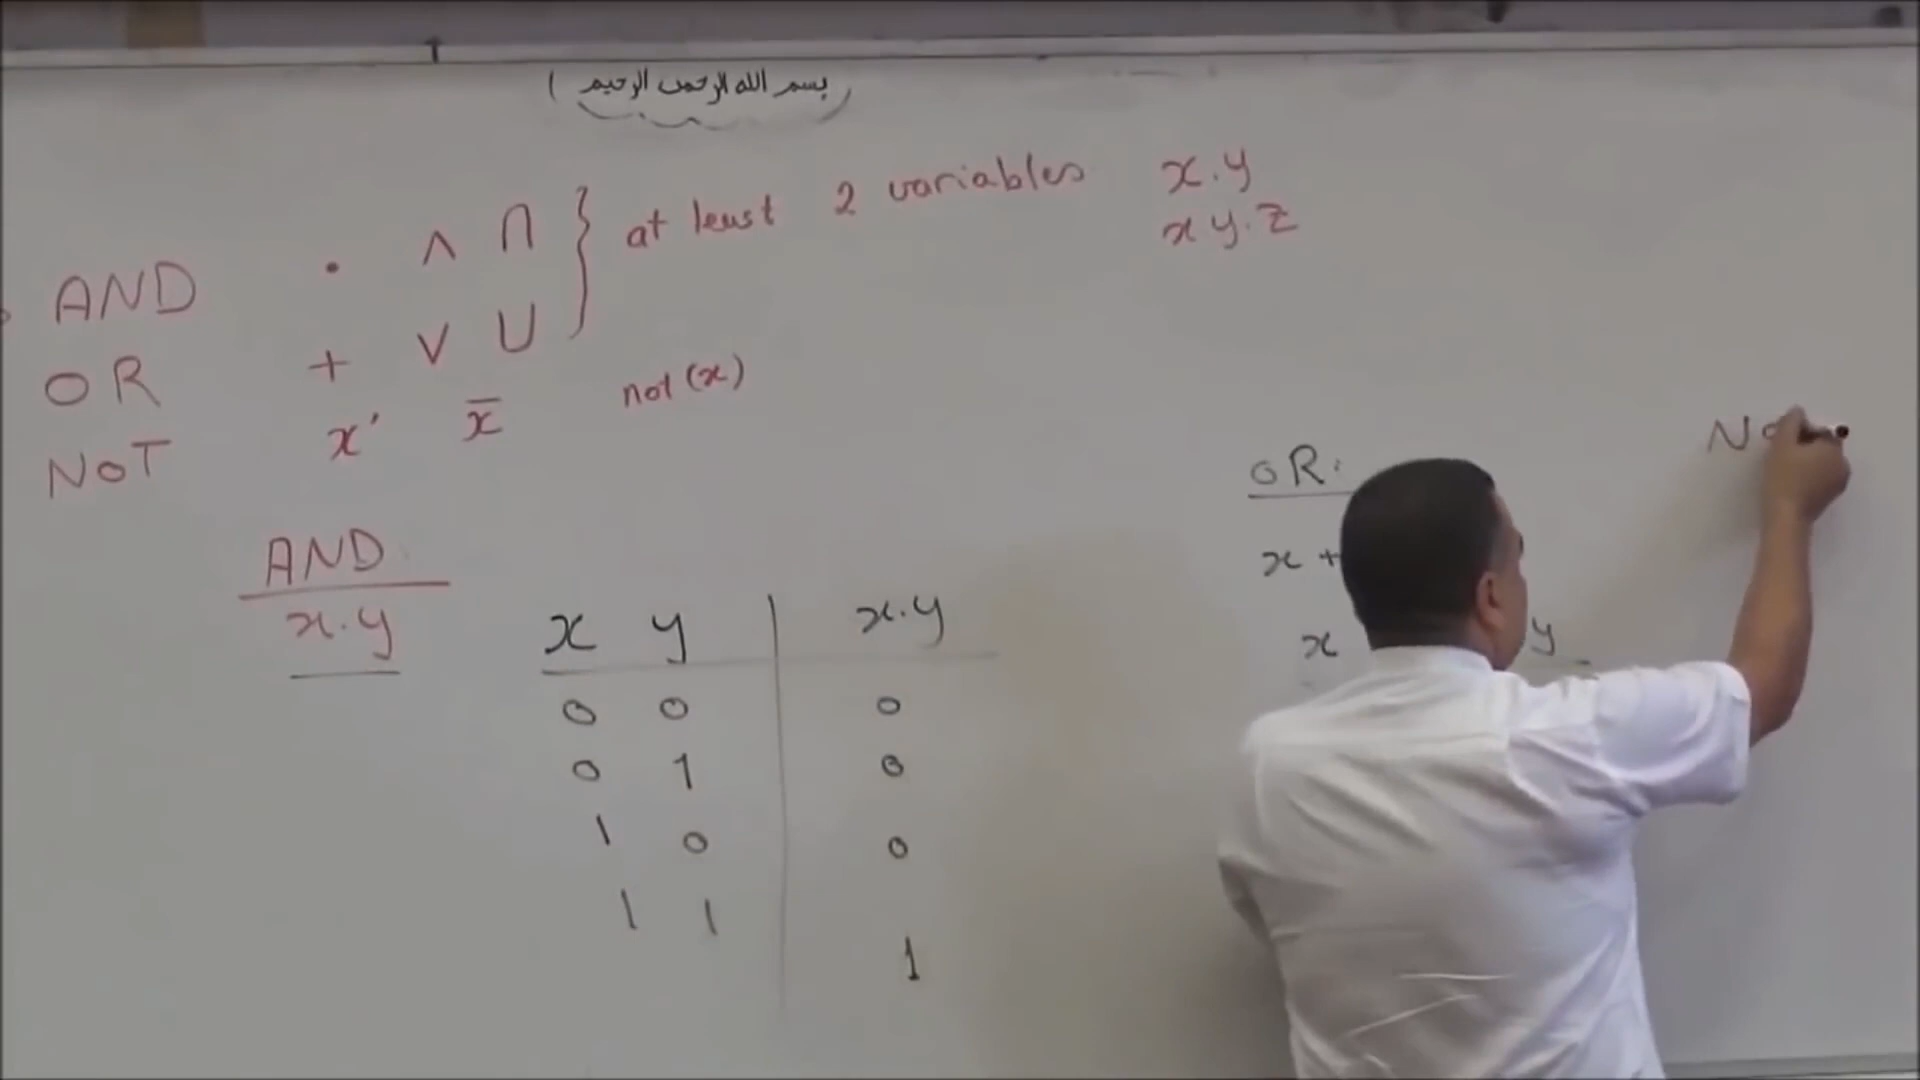 بسم الله الرحمن الرحيم
AND . ∧ ∩ } at least 2 variables x.y
xy.z
OR + ∨ ∪
NOT x' x̄ not(x)
AND
x.y
x y x.y
0 0 0
0 1 0
1 0 0
1 1 1
OR:
x +
x y